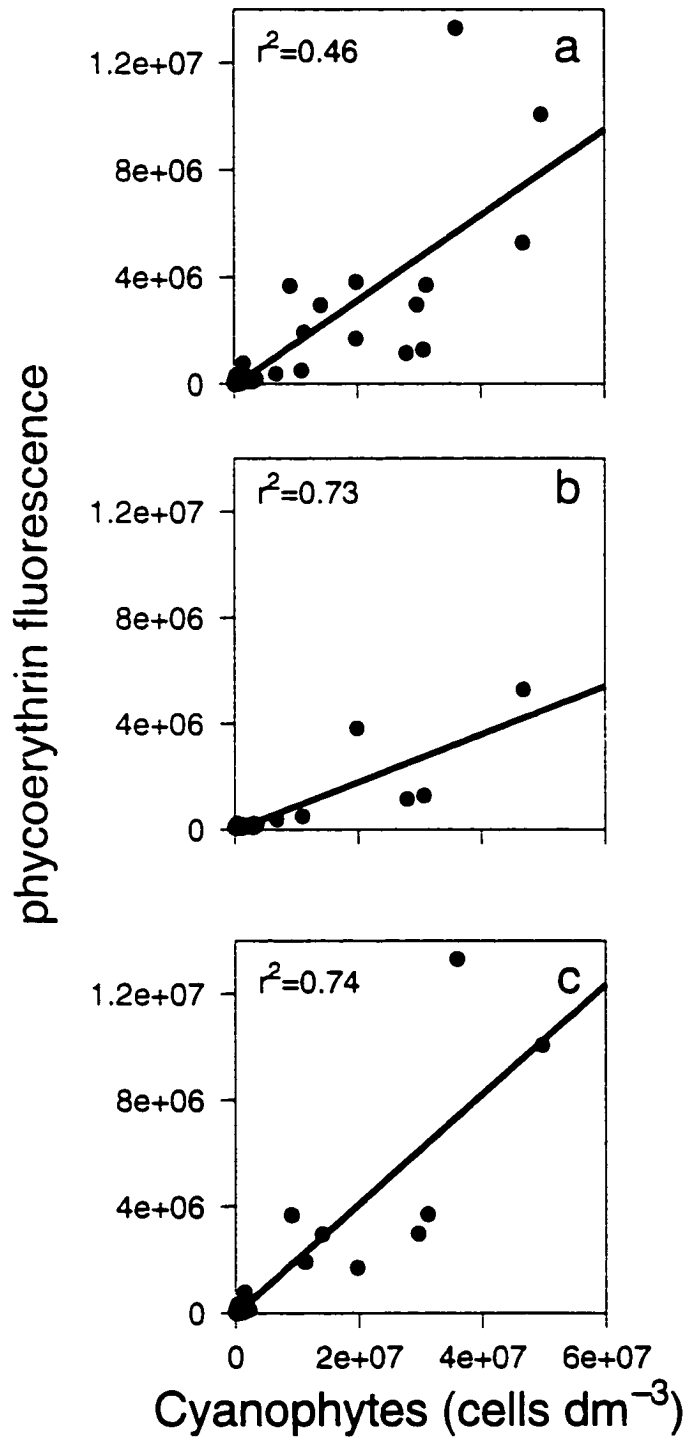 phycoerythrin fluorescence
r²=0.46
a
1.2e+07
8e+06
4e+06
0
r²=0.73
b
1.2e+07
8e+06
4e+06
0
r²=0.74
c
1.2e+07
8e+06
4e+06
0
0 2e+07 4e+07 6e+07
Cyanophytes (cells dm⁻³)